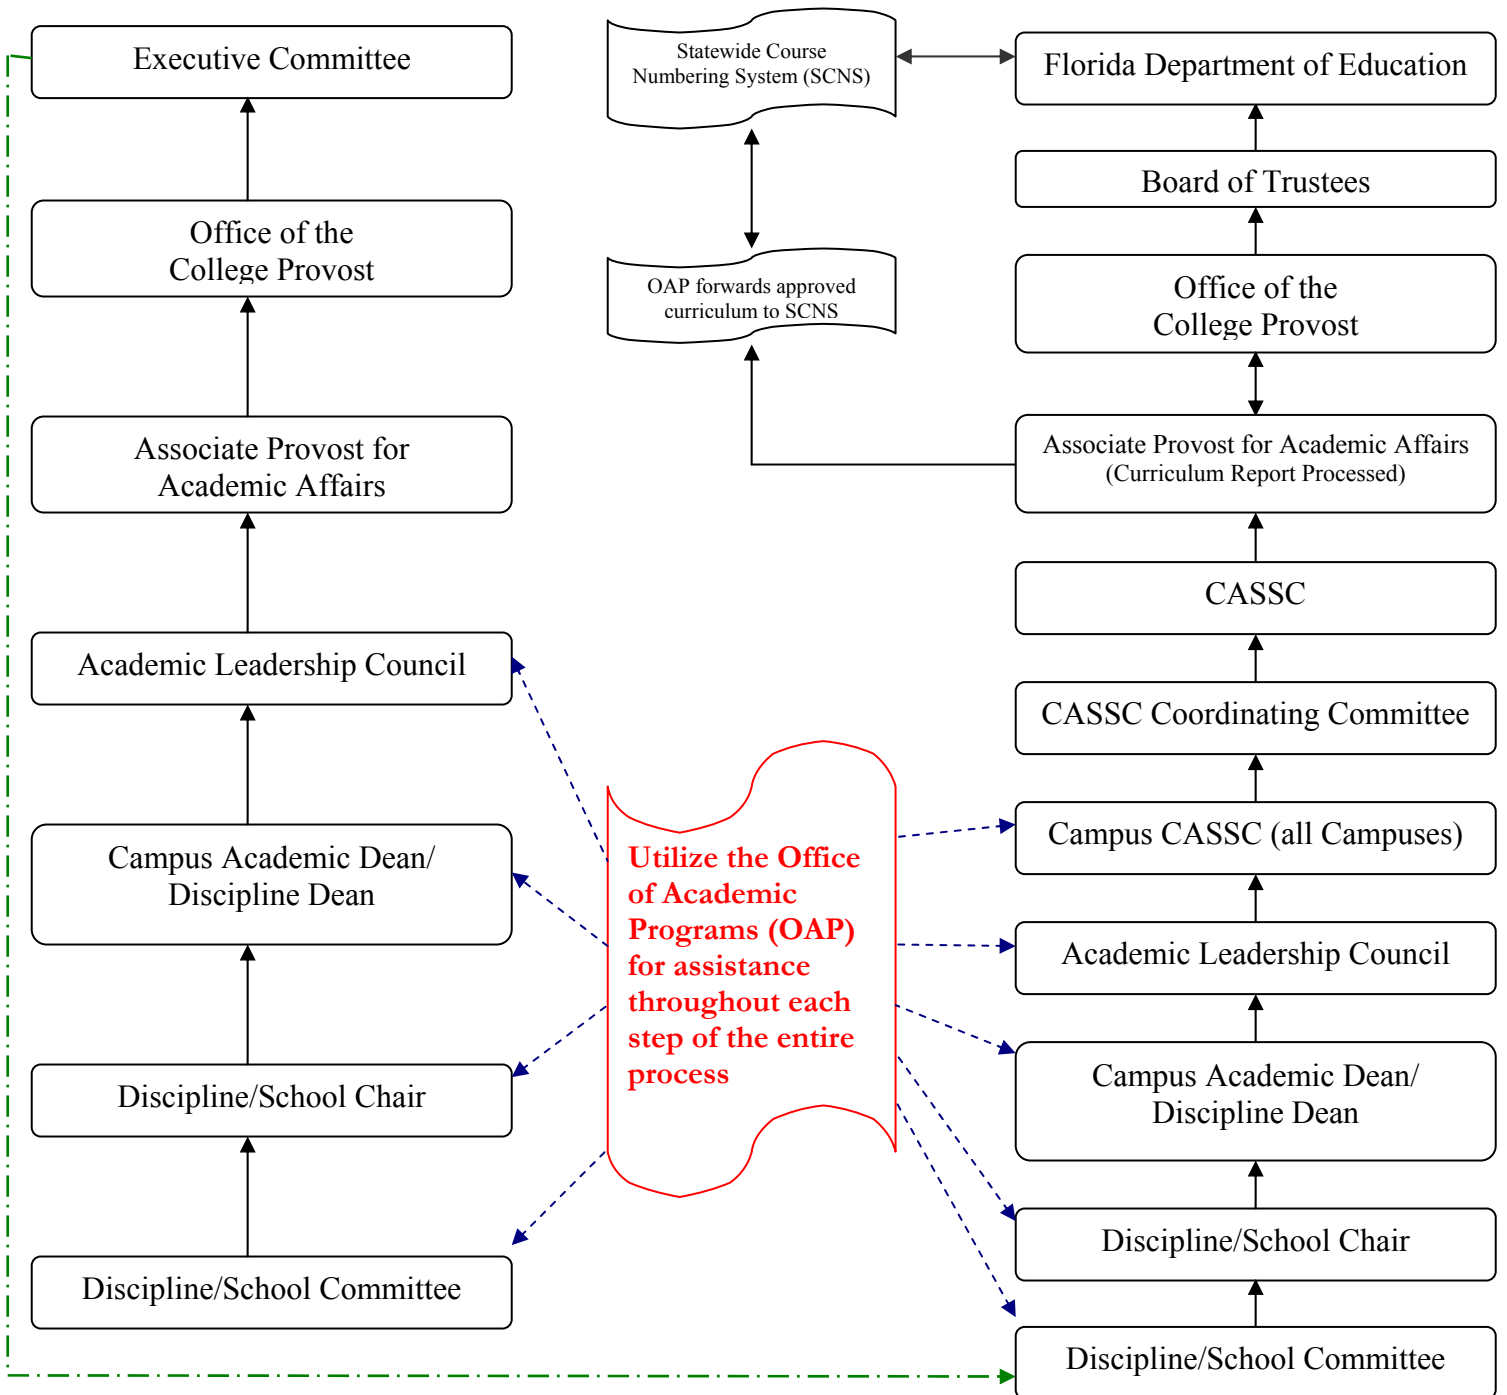 Executive Committee
Office of the
College Provost
Associate Provost for
Academic Affairs
Academic Leadership Council
Campus Academic Dean/
Discipline Dean
Discipline/School Chair
Discipline/School Committee
Statewide Course
Numbering System (SCNS)
OAP forwards approved
curriculum to SCNS
Utilize the Office
of Academic
Programs (OAP)
for assistance
throughout each
step of the entire
process
Florida Department of Education
Board of Trustees
Office of the
College Provost
Associate Provost for Academic Affairs
(Curriculum Report Processed)
CASSC
CASSC Coordinating Committee
Campus CASSC (all Campuses)
Academic Leadership Council
Campus Academic Dean/
Discipline Dean
Discipline/School Chair
Discipline/School Committee